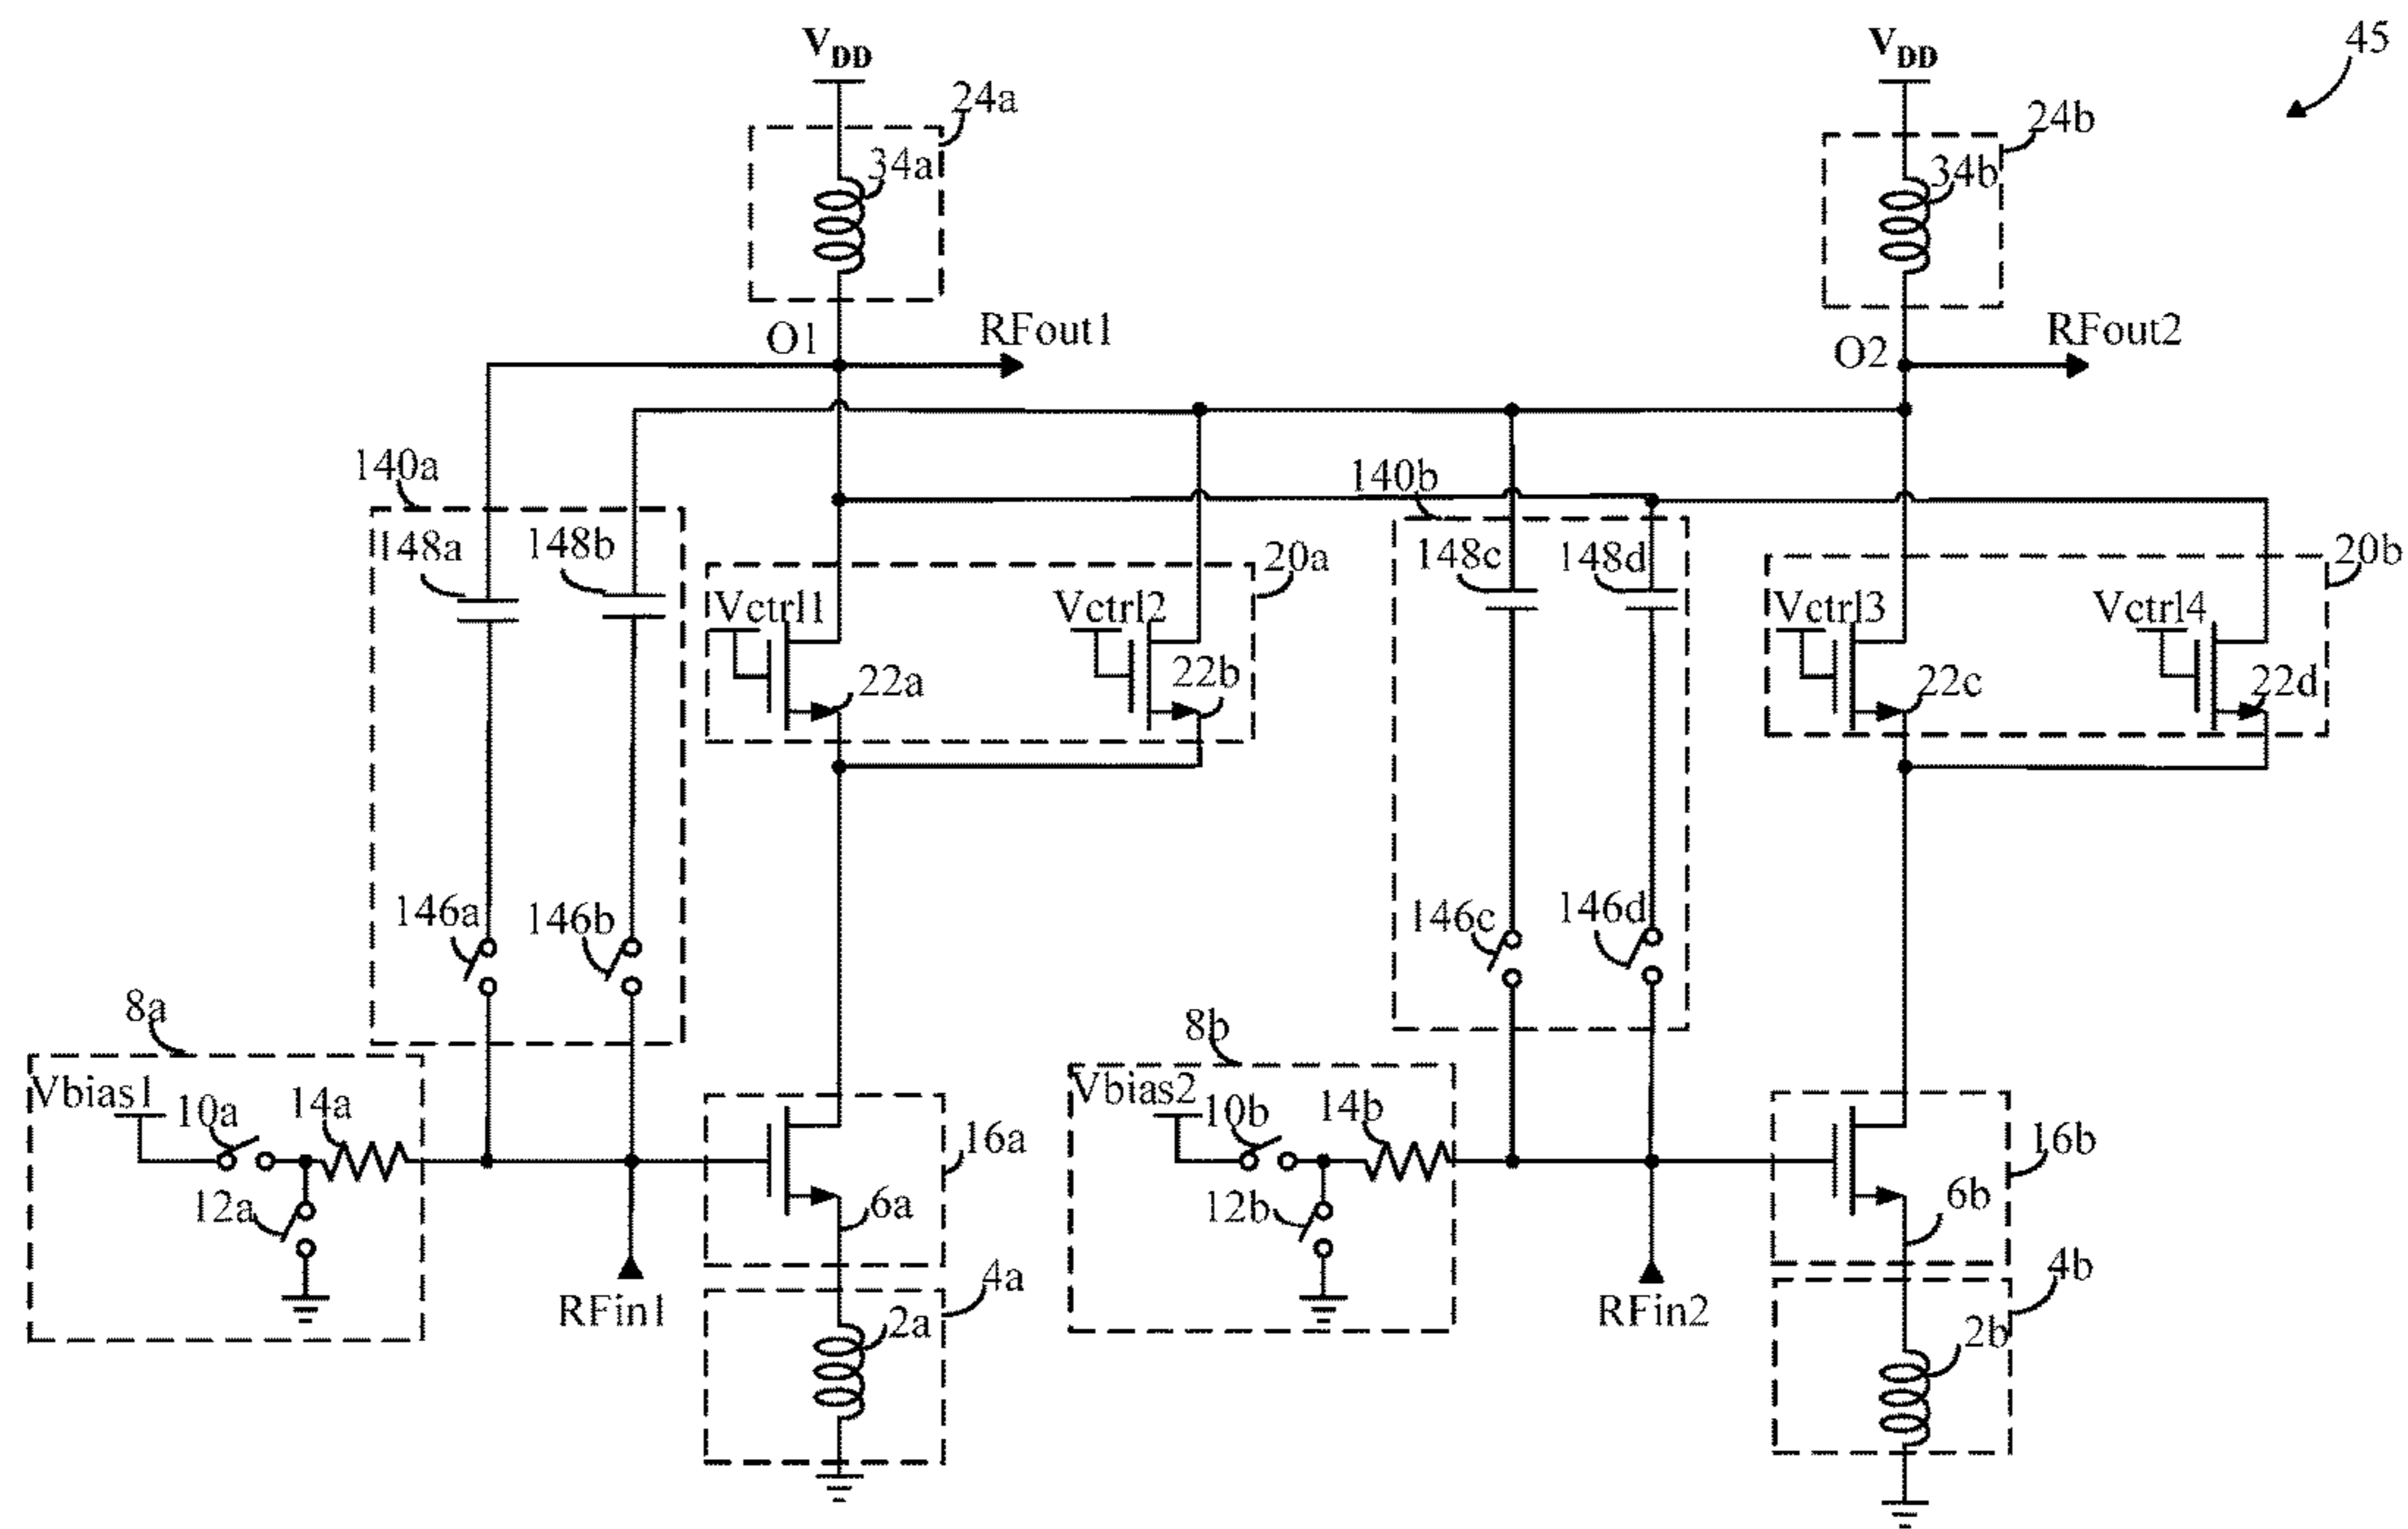 V_DD V_DD 45
24a 24b
34a 34b
O1 RFout1 O2 RFout2
140a 140b
148a 148b 20a 148c 148d 20b
Vctrl1 Vctrl2 Vctrl3 Vctrl4
22a 22b 22c 22d
146a 146b 146c 146d
8a 8b
Vbias1 10a 14a 16a Vbias2 10b 14b 16b
12a 6a 12b 6b
RFin1 4a RFin2 4b
2a 2b